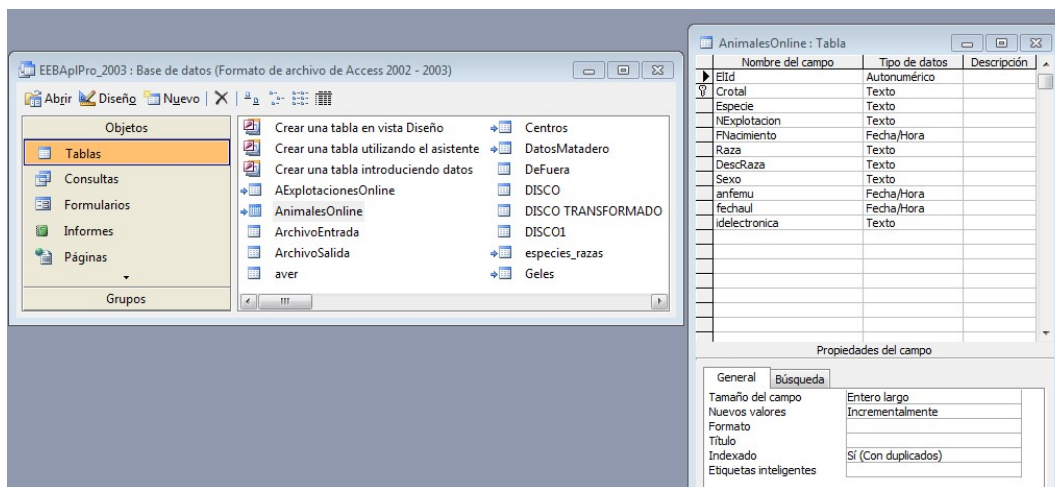 EEBAplPro_2003 : Base de datos (Formato de archivo de Access 2002 - 2003)
Abrir Diseño Nuevo
Objetos
Tablas
Consultas
Formularios
Informes
Páginas
Grupos
Crear una tabla en vista Diseño
Crear una tabla utilizando el asistente
Crear una tabla introduciendo datos
AExplotacionesOnline
AnimalesOnline
ArchivoEntrada
ArchivoSalida
aver
Centros
DatosMatadero
DeFuera
DISCO
DISCO TRANSFORMADO
DISCO1
especies_razas
Geles
AnimalesOnline : Tabla
Nombre del campo Tipo de datos Descripción
ElId Autonumérico
Crotal Texto
Especie Texto
NExplotacion Texto
FNacimiento Fecha/Hora
Raza Texto
DescRaza Texto
Sexo Texto
anfemu Fecha/Hora
fechaul Fecha/Hora
idelectronica Texto
Propiedades del campo
General Búsqueda
Tamaño del campo Entero largo
Nuevos valores Incrementalmente
Formato
Título
Indexado Sí (Con duplicados)
Etiquetas inteligentes